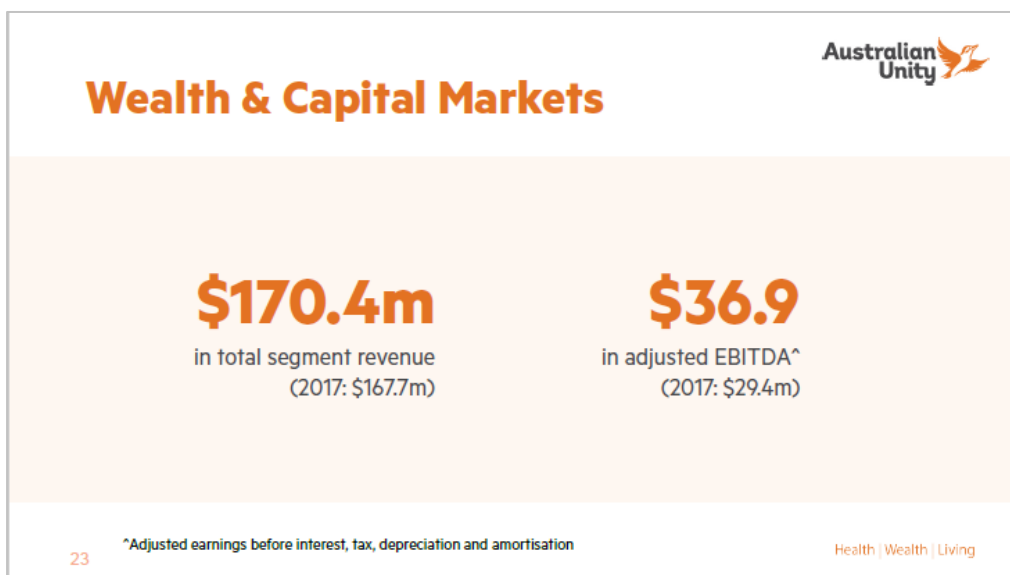 Australian
Unity
Wealth & Capital Markets
$170.4m
in total segment revenue
(2017: $167.7m)
$36.9
in adjusted EBITDA^
(2017: $29.4m)
^Adjusted earnings before interest, tax, depreciation and amortisation
23
Health | Wealth | Living